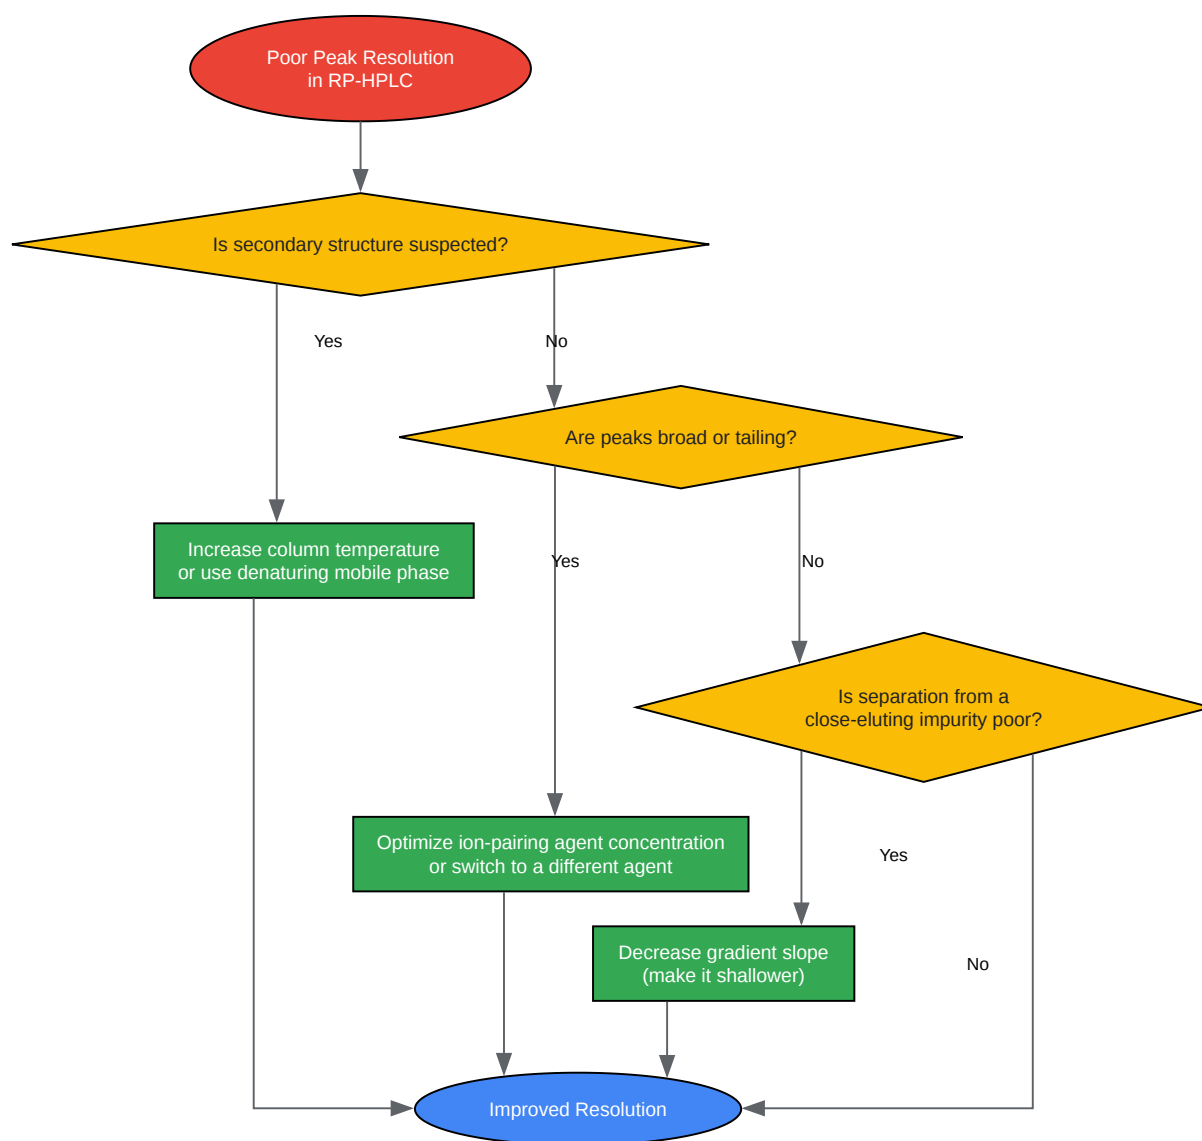 Poor Peak Resolution
in RP-HPLC
Is secondary structure suspected?
Yes
No
Are peaks broad or tailing?
Increase column temperature
or use denaturing mobile phase
Yes
No
Is separation from a
close-eluting impurity poor?
Optimize ion-pairing agent concentration
or switch to a different agent
Yes
Decrease gradient slope
(make it shallower)
No
Improved Resolution